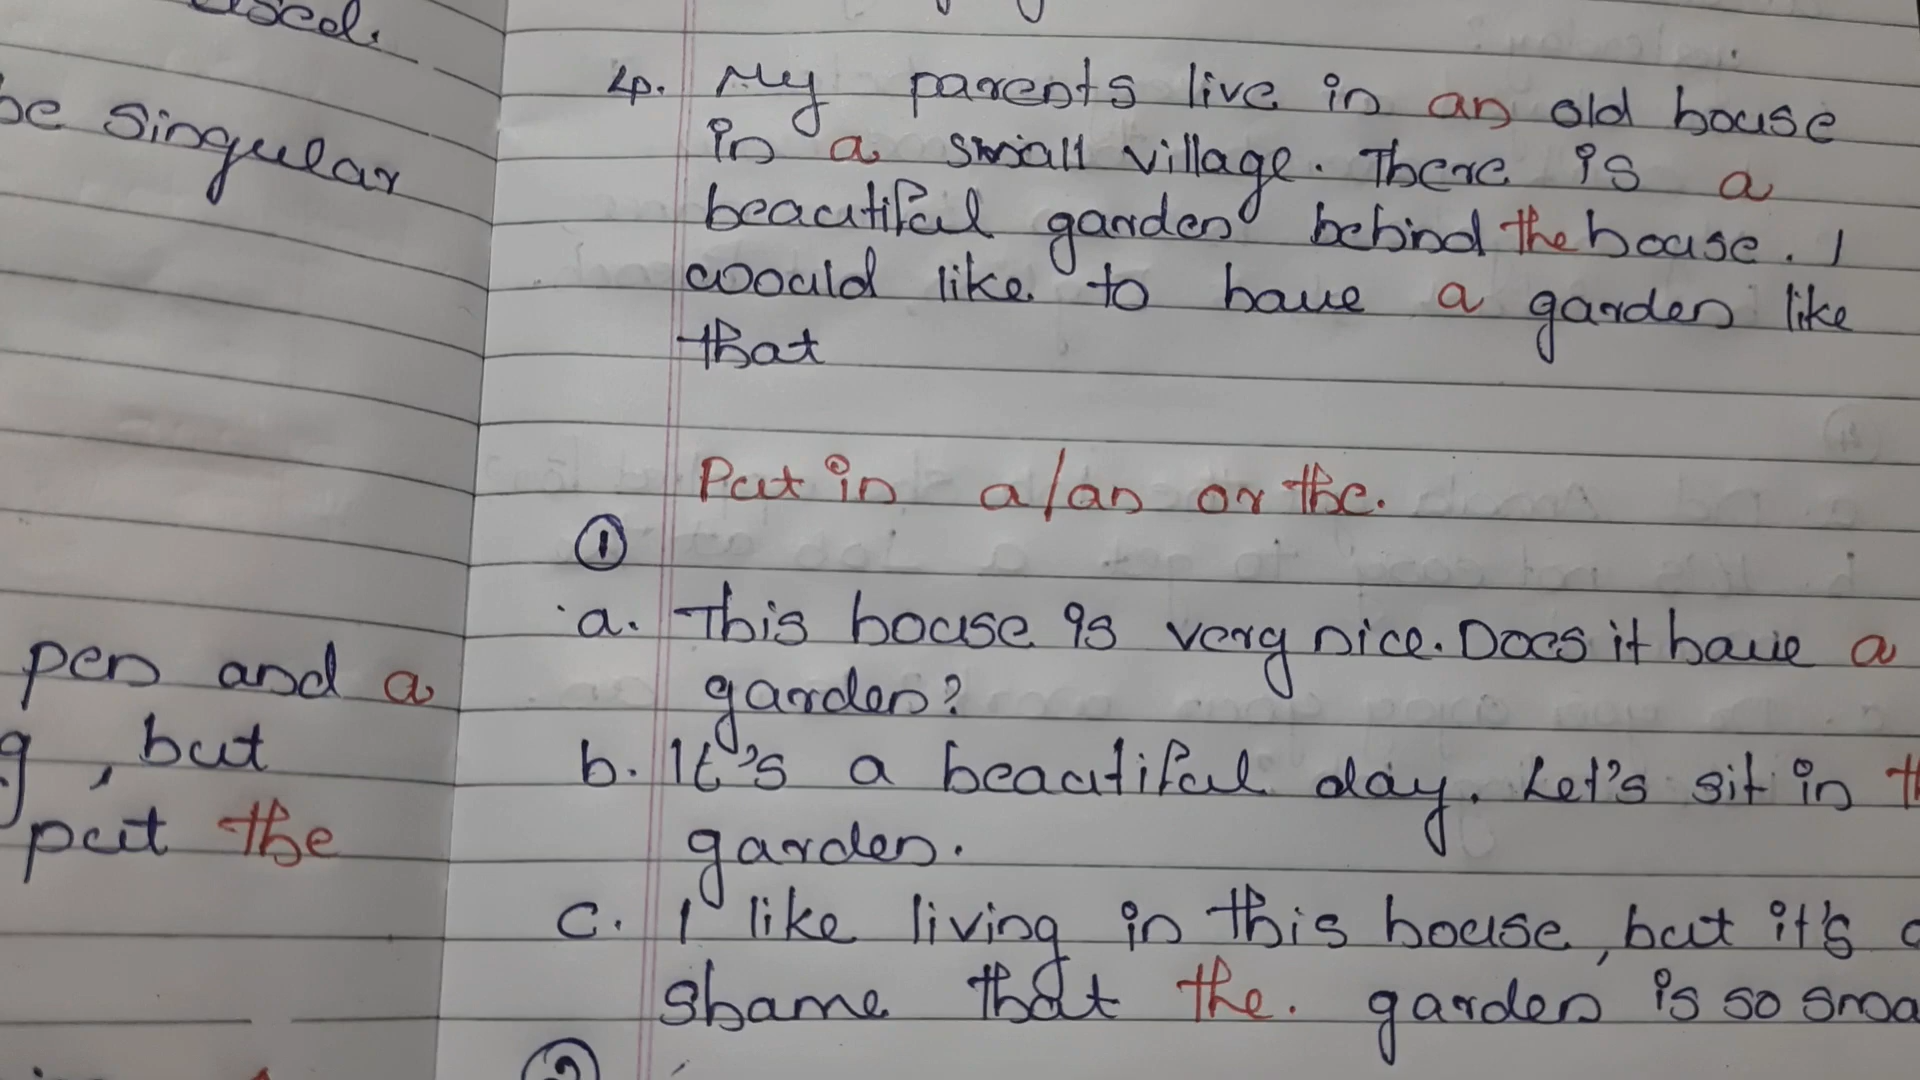 be singular
pen and a
, but
put the
4. My parents live in an old house
in a small village. There is a
beautiful garden behind the house. I
would like to have a garden like
that
Put in a/an or the.
①
a. This house is very nice. Does it have a
garden?
b. It's a beautiful day. Let's sit in th
garden.
c. I like living in this house, but it's
shame that the. garden is so sma